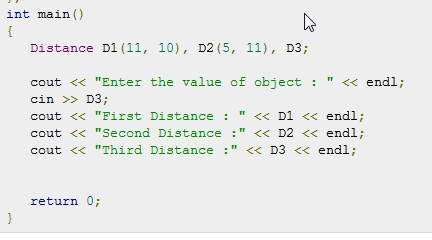 int main()
{
Distance D1(11, 10), D2(5, 11), D3;
cout << "Enter the value of object : " << endl;
cin >> D3;
cout << "First Distance : " << D1 << endl;
cout << "Second Distance :" << D2 << endl;
cout << "Third Distance :" << D3 << endl;
return 0;
}